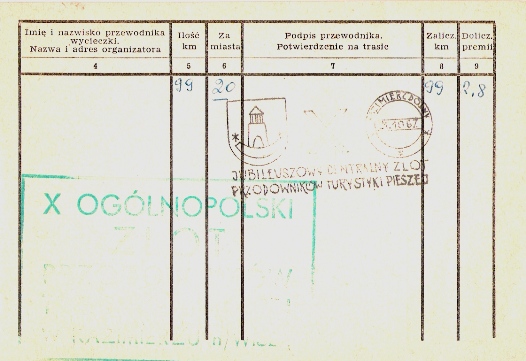 Imię i nazwisko przewodnika
wycieczki.
Nazwa i adres organizatora
Ilość
km
Za
miasta
Podpis przewodnika.
Potwierdzenie na trasie
Zalicz.
km
Dolicz.
premii
4 5 6 7 8 9
99 20 99 2,8
JUBILEUSZOWY CENTRALNY ZLOT
PRZODOWNIKÓW TURYSTYKI PIESZEJ
X OGÓLNOPOLSKI
ZLOT